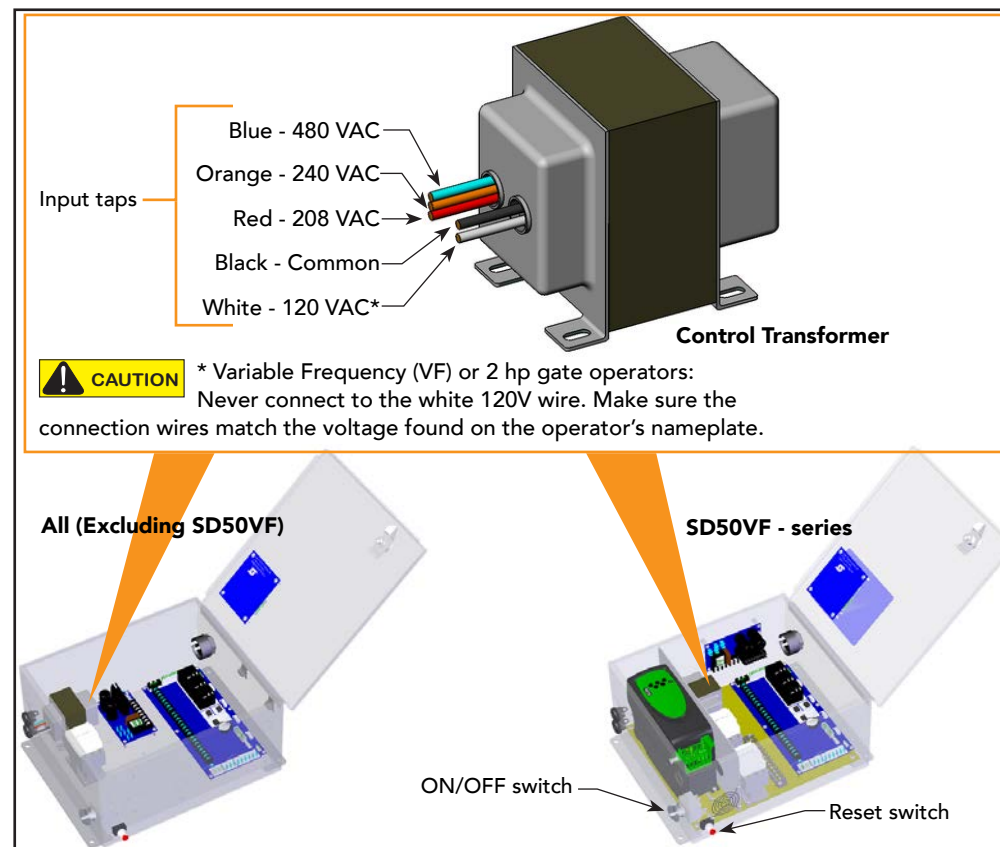 Blue - 480 VAC
Orange - 240 VAC
Input taps
Red - 208 VAC
Black - Common
White - 120 VAC*
Control Transformer
CAUTION * Variable Frequency (VF) or 2 hp gate operators:
Never connect to the white 120V wire. Make sure the
connection wires match the voltage found on the operator's nameplate.
All (Excluding SD50VF)
SD50VF - series
ON/OFF switch
Reset switch